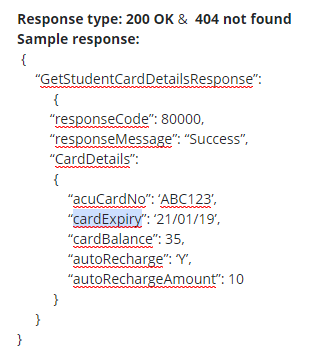 Response type: 200 OK &  404 not found
Sample response:
{
“GetStudentCardDetailsResponse”:
{
“responseCode”: 80000,
“responseMessage”: “Success”,
“CardDetails”:
{
“acuCardNo”: ‘ABC123’,
“cardExpiry”: ‘21/01/19’,
“cardBalance”: 35,
“autoRecharge”: ‘Y’,
“autoRechargeAmount”: 10
}
}
}